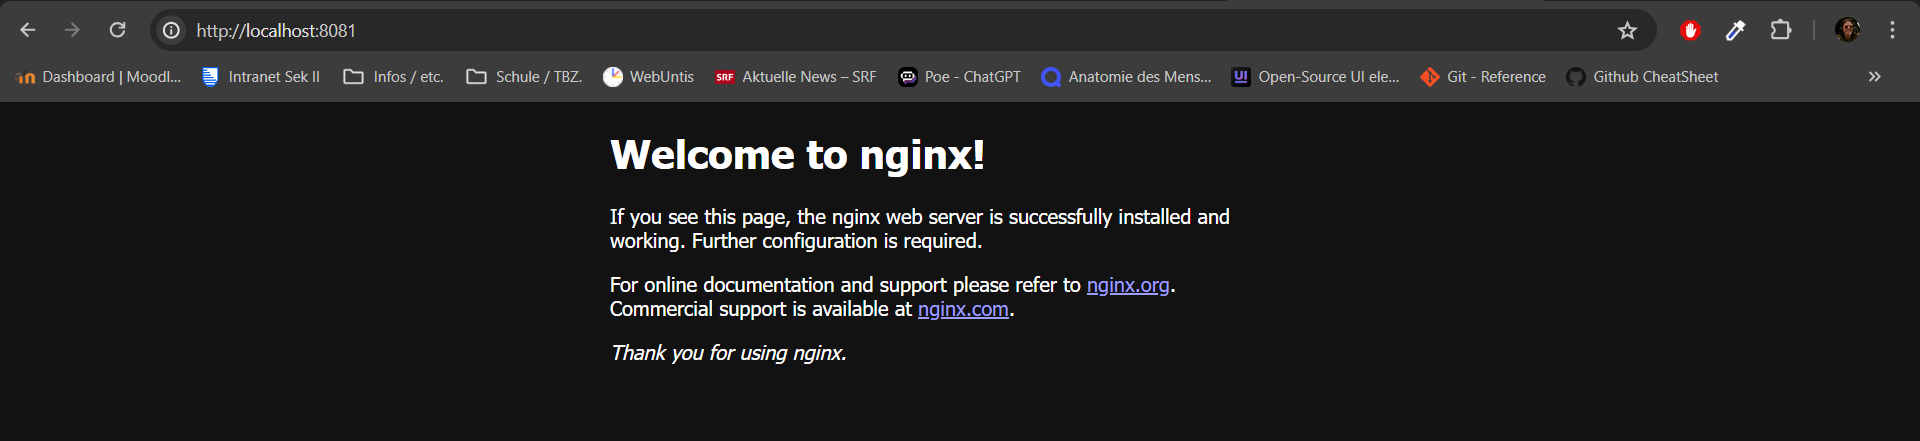 http://localhost:8081
Dashboard | Moodl... Intranet Sek II Infos / etc. Schule / TBZ. WebUntis SRF Aktuelle News – SRF Poe - ChatGPT Anatomie des Mens... UI Open-Source UI ele... Git - Reference Github CheatSheet
Welcome to nginx!
If you see this page, the nginx web server is successfully installed and
working. Further configuration is required.
For online documentation and support please refer to nginx.org.
Commercial support is available at nginx.com.
Thank you for using nginx.